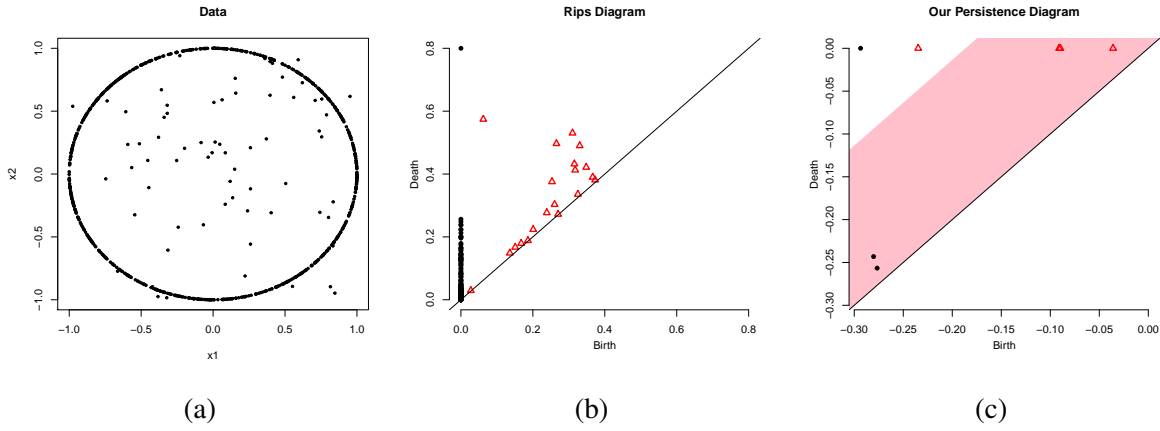 Data
1.0
0.5
0.0
−0.5
−1.0
x2
−1.0 −0.5 0.0 0.5 1.0
x1
(a)
Rips Diagram
0.8
0.6
0.4
0.2
0.0
Death
0.0 0.2 0.4 0.6 0.8
Birth
(b)
Our Persistence Diagram
0.00
−0.05
−0.10
−0.15
−0.20
−0.25
−0.30
Death
−0.30 −0.25 −0.20 −0.15 −0.10 −0.05 0.00
Birth
(c)